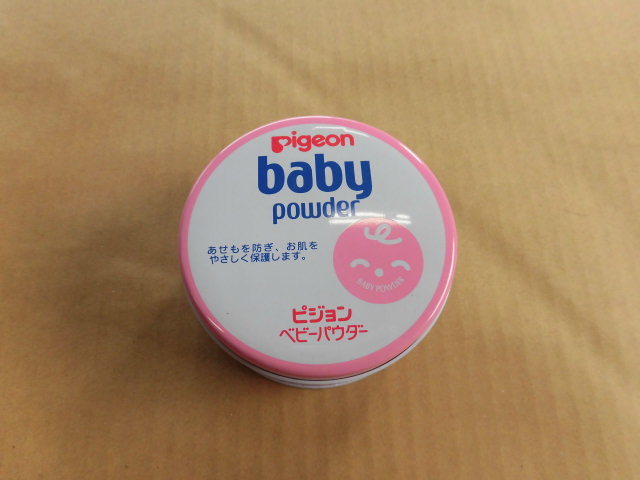 Pigeon
baby
powder
あせもを防ぎ、お肌を
やさしく保護します。
BABY POWDER
ピジョン
ベビーパウダー